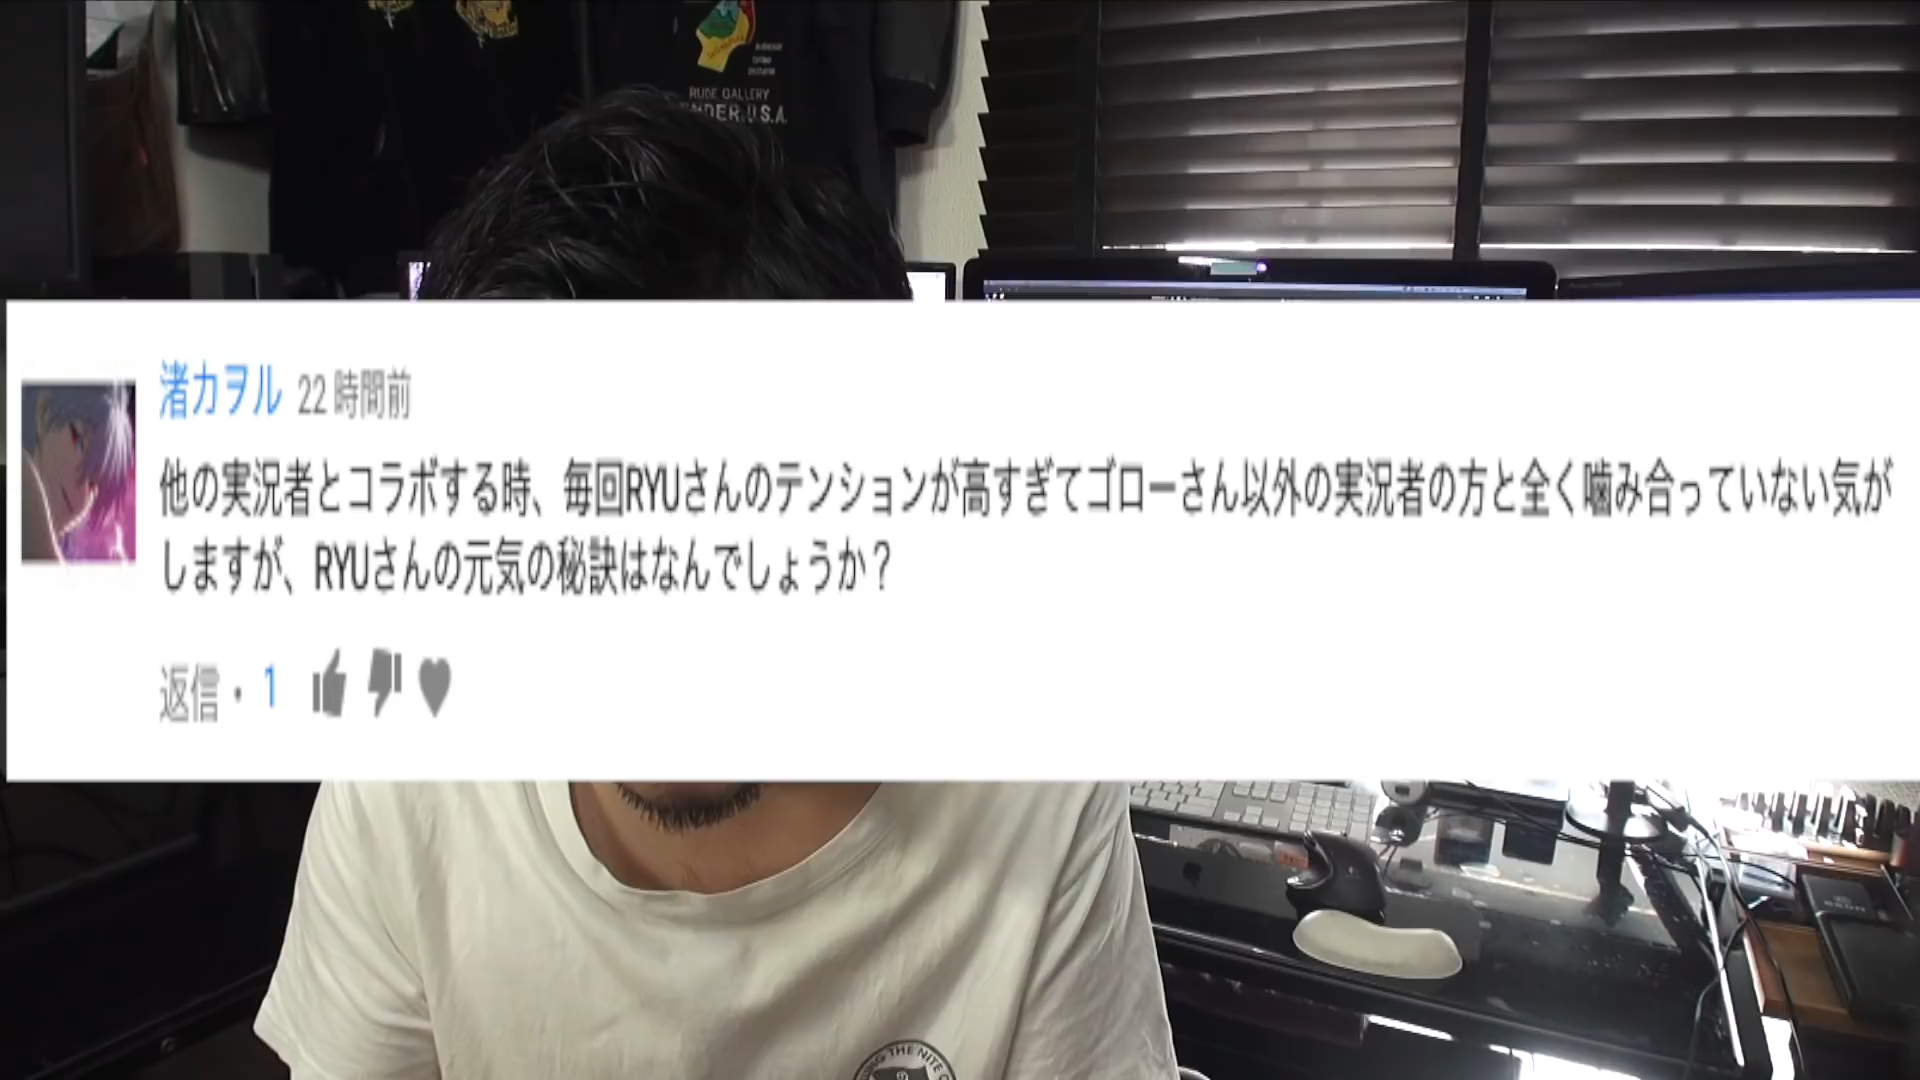 RUDE GALLERY
渚カヲル 22 時間前
他の実況者とコラボする時、毎回RYUさんのテンションが高すぎてゴローさん以外の実況者の方と全く噛み合っていない気が
しますが、RYUさんの元気の秘訣はなんでしょうか？
返信・ 1
THE NITE